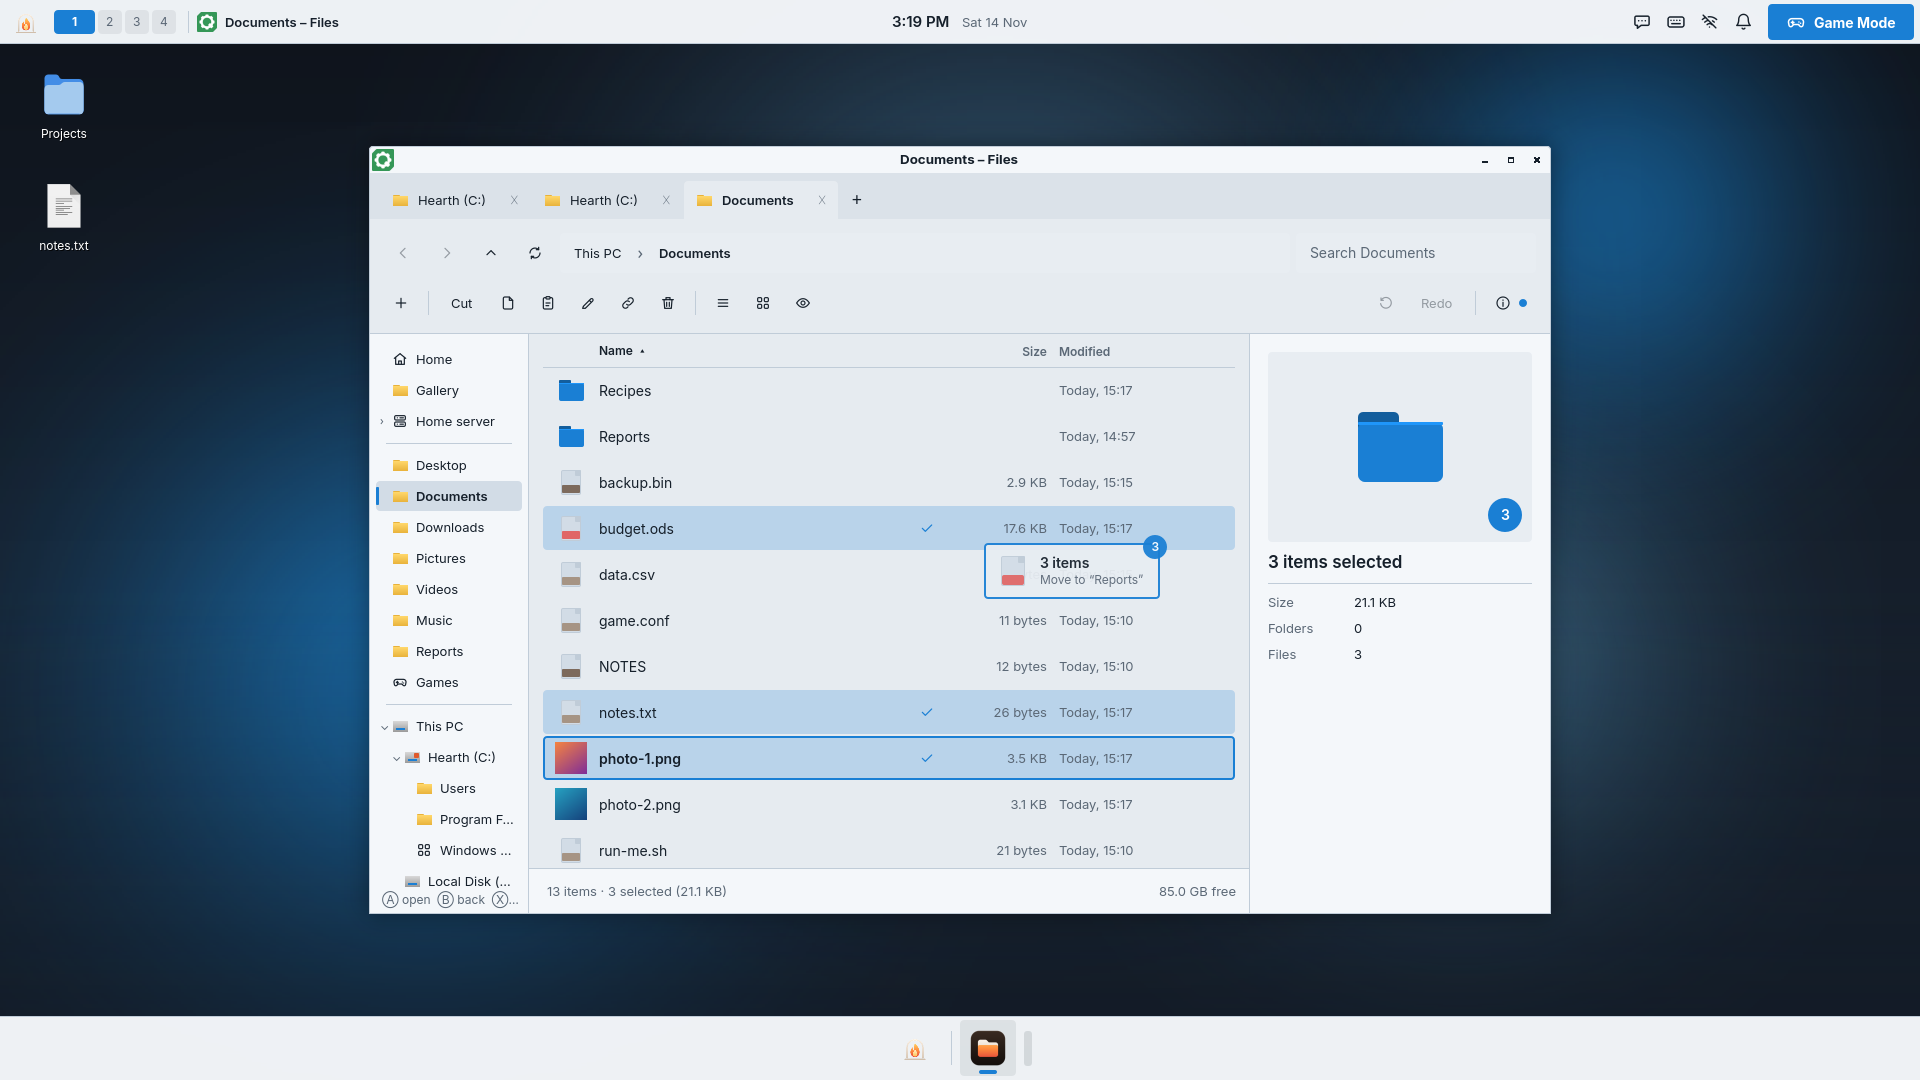 1 2 3 4 Documents – Files 3:19 PM Sat 14 Nov Game Mode
Projects
notes.txt
Documents – Files
Hearth (C:) X Hearth (C:) X Documents X +
This PC › Documents Search Documents
Cut Redo
Home
Gallery
Home server
Desktop
Documents
Downloads
Pictures
Videos
Music
Reports
Games
This PC
Hearth (C:)
Users
Program F...
Windows ...
Local Disk (...
A open B back X...
Name Size Modified
Recipes Today, 15:17
Reports Today, 14:57
backup.bin 2.9 KB Today, 15:15
budget.ods 17.6 KB Today, 15:17
data.csv
3
3 items
Move to “Reports”
game.conf 11 bytes Today, 15:10
NOTES 12 bytes Today, 15:10
notes.txt 26 bytes Today, 15:17
photo-1.png 3.5 KB Today, 15:17
photo-2.png 3.1 KB Today, 15:17
run-me.sh 21 bytes Today, 15:10
13 items · 3 selected (21.1 KB) 85.0 GB free
3
3 items selected
Size 21.1 KB
Folders 0
Files 3